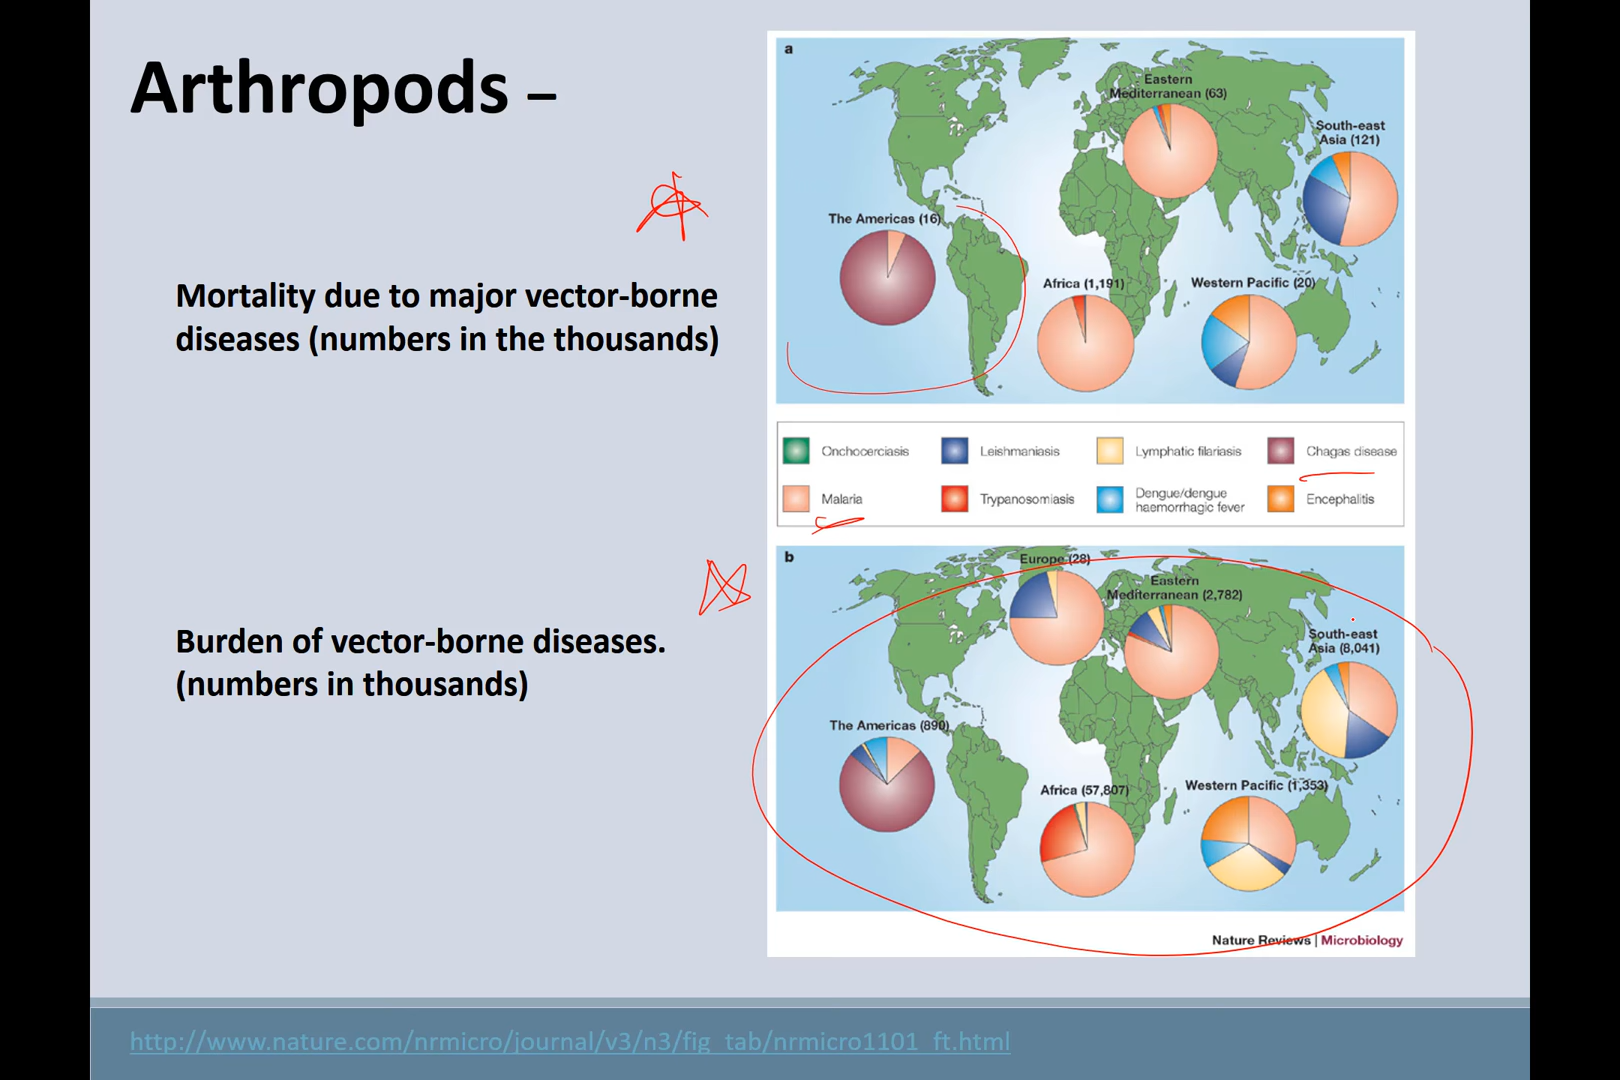 Arthropods –
Mortality due to major vector-borne
diseases (numbers in the thousands)
Burden of vector-borne diseases.
(numbers in thousands)
a
Eastern
Mediterranean (63)
South-east
Asia (121)
The Americas (16)
Africa (1,191)
Western Pacific (20)
Onchocerciasis
Leishmaniasis
Lymphatic filariasis
Chagas disease
Malaria
Trypanosomiasis
Dengue/dengue
haemorrhagic fever
Encephalitis
b
Europe (28)
Eastern
Mediterranean (2,782)
South-east
Asia (8,041)
The Americas (890)
Africa (57,807)
Western Pacific (1,353)
Nature Reviews | Microbiology
http://www.nature.com/nrmicro/journal/v3/n3/fig_tab/nrmicro1101_ft.html